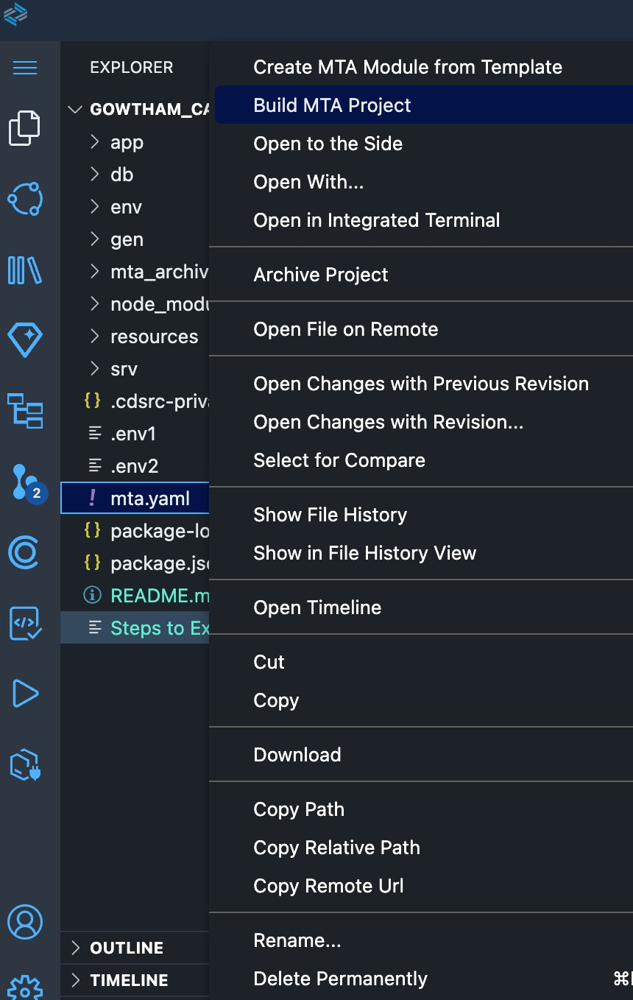 EXPLORER
GOWTHAM_CA
app
db
env
gen
mta_archiv
node_modu
resources
srv
{} .cdsrc-priva
.env1
.env2
! mta.yaml
{} package-lo
{} package.jso
README.m
Steps to Ex
OUTLINE
TIMELINE
2
Create MTA Module from Template
Build MTA Project
Open to the Side
Open With...
Open in Integrated Terminal
Archive Project
Open File on Remote
Open Changes with Previous Revision
Open Changes with Revision...
Select for Compare
Show File History
Show in File History View
Open Timeline
Cut
Copy
Download
Copy Path
Copy Relative Path
Copy Remote Url
Rename...
Delete Permanently ⌘